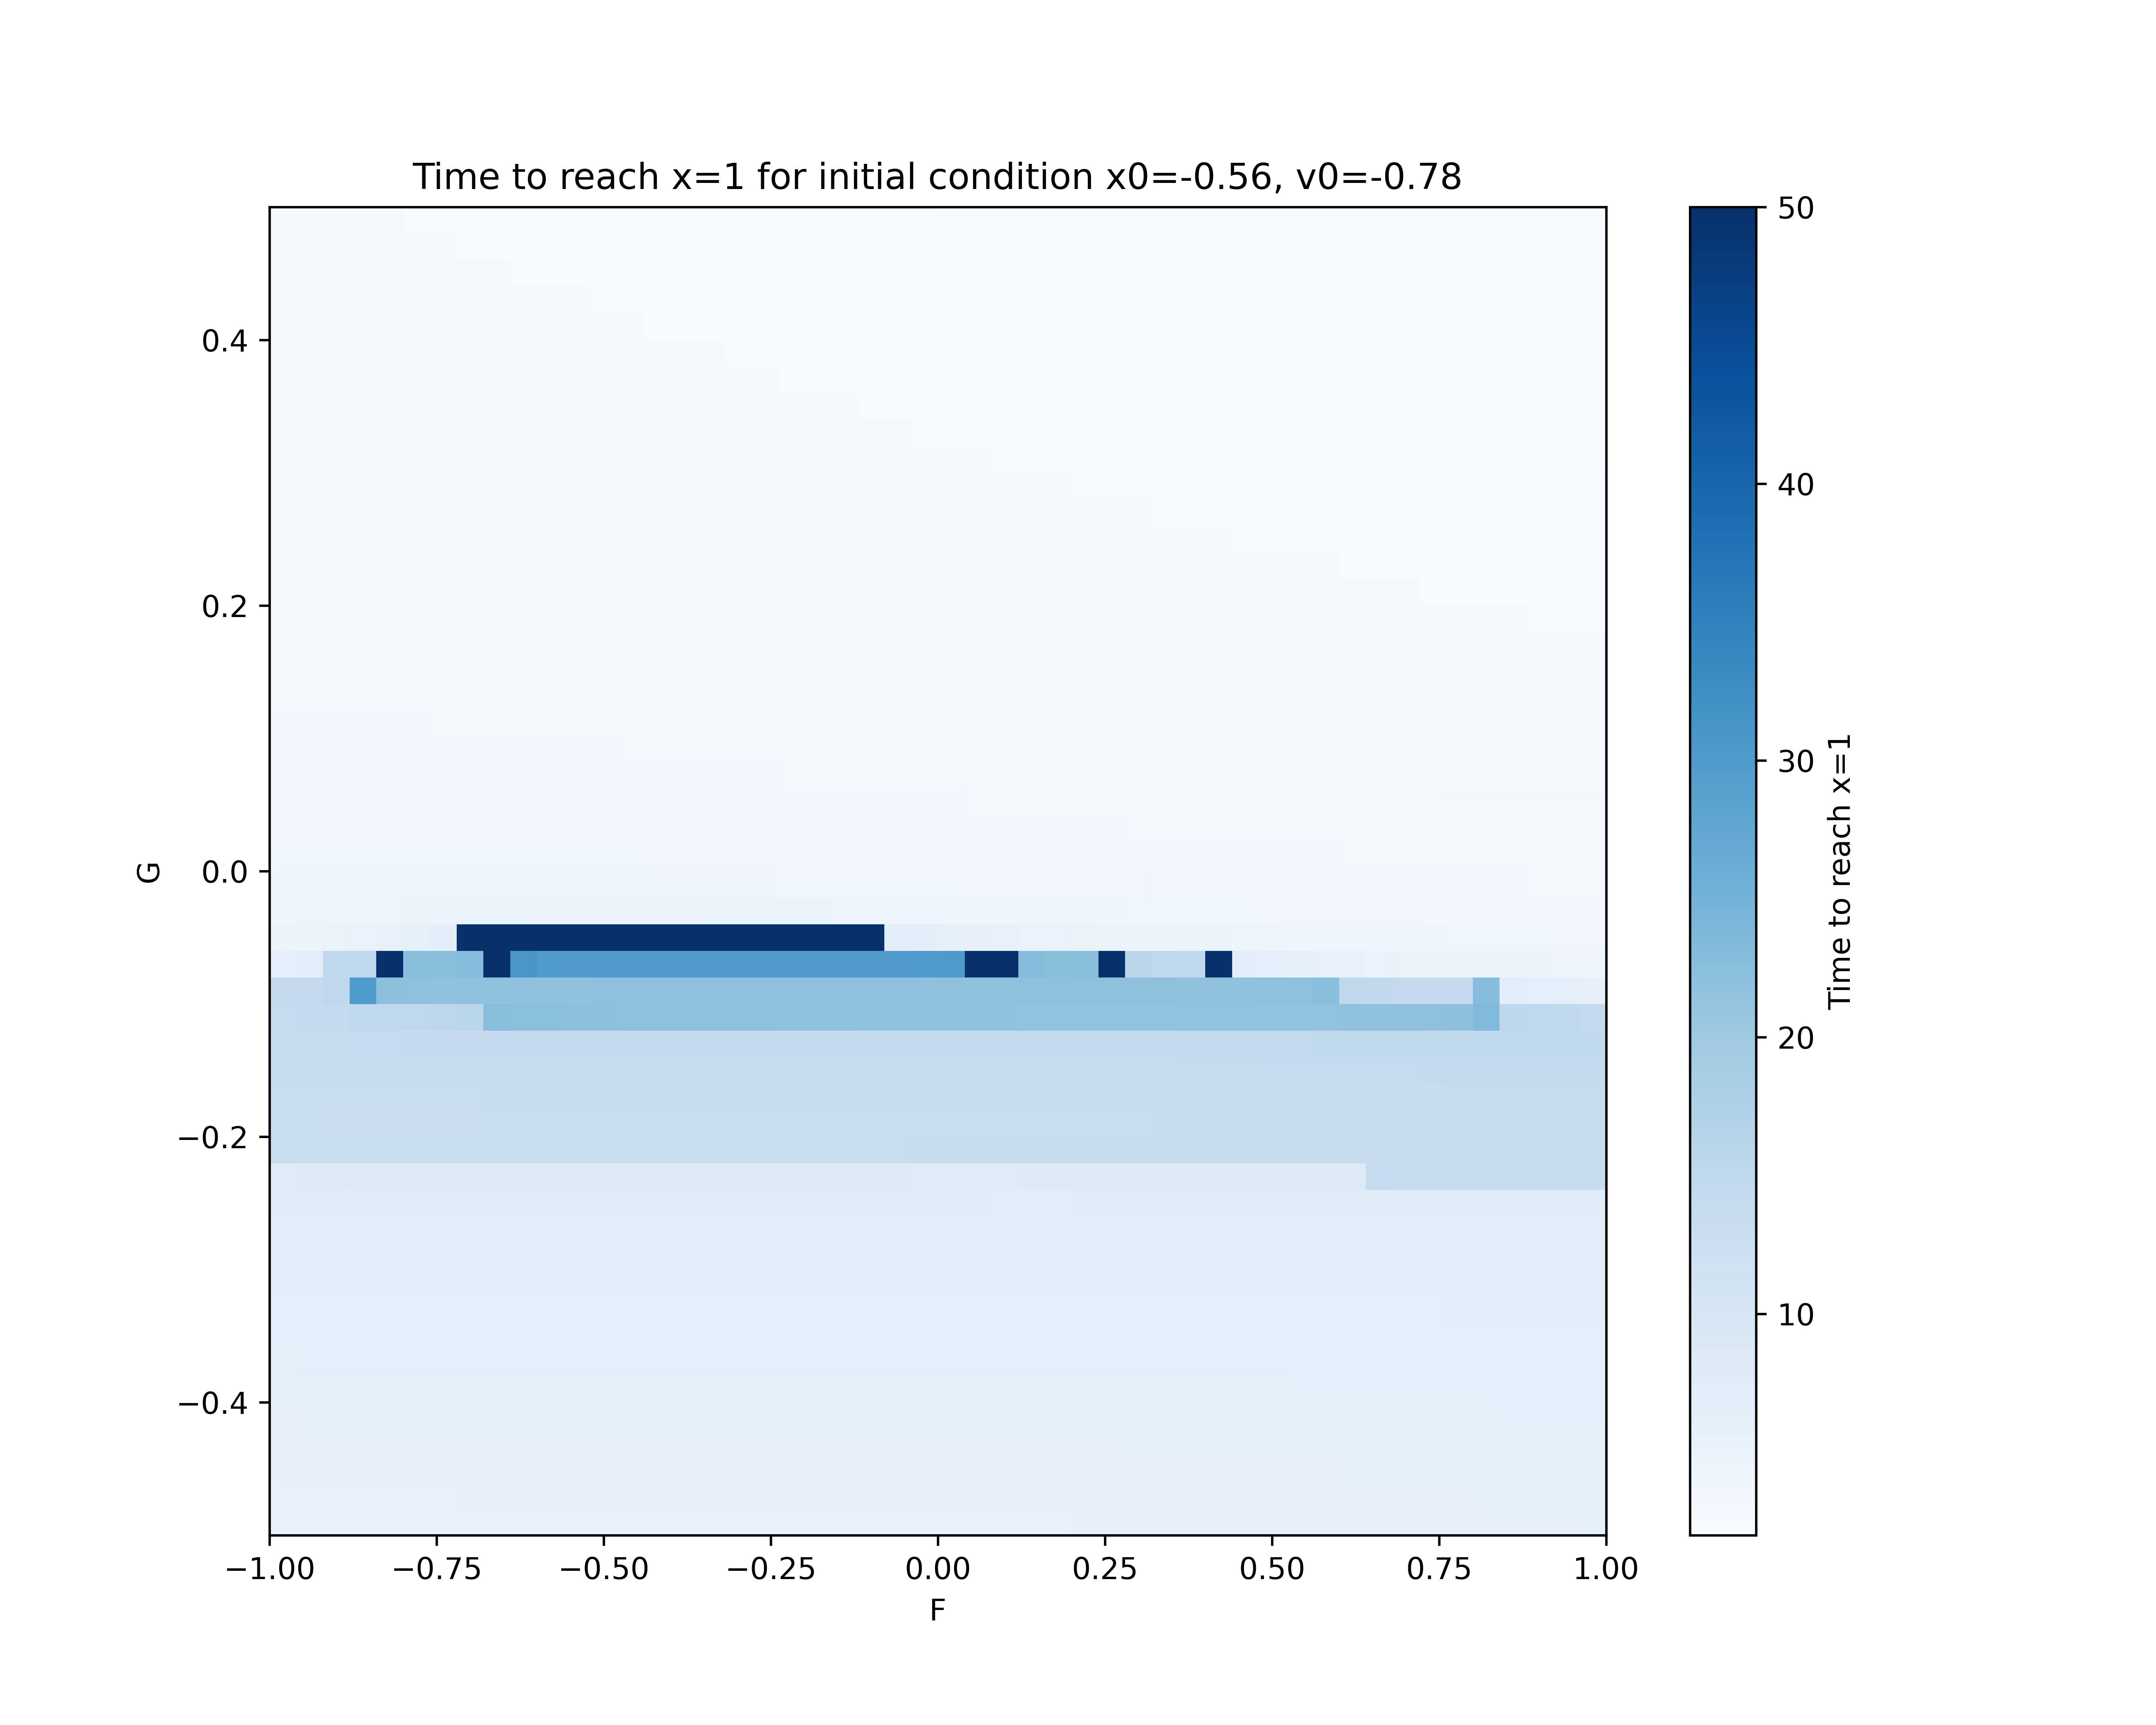 Time to reach x=1 for initial condition x0=-0.56, v0=-0.78
G
0.4
0.2
0.0
−0.2
−0.4
−1.00 −0.75 −0.50 −0.25 0.00 0.25 0.50 0.75 1.00
F
50
40
30
20
10
Time to reach x=1